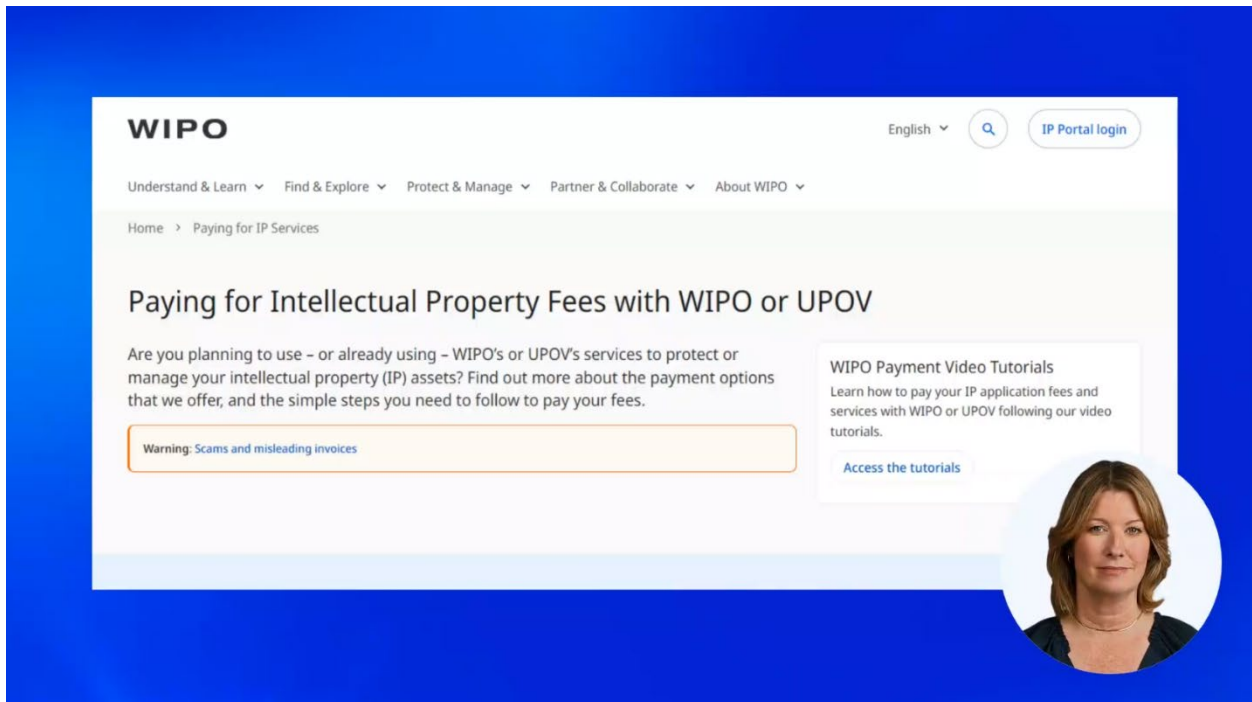 WIPO
English
IP Portal login
Understand & Learn
Find & Explore
Protect & Manage
Partner & Collaborate
About WIPO
Home > Paying for IP Services
Paying for Intellectual Property Fees with WIPO or UPOV
Are you planning to use – or already using – WIPO's or UPOV's services to protect or
manage your intellectual property (IP) assets? Find out more about the payment options
that we offer, and the simple steps you need to follow to pay your fees.
Warning: Scams and misleading invoices
WIPO Payment Video Tutorials
Learn how to pay your IP application fees and
services with WIPO or UPOV following our video
tutorials.
Access the tutorials